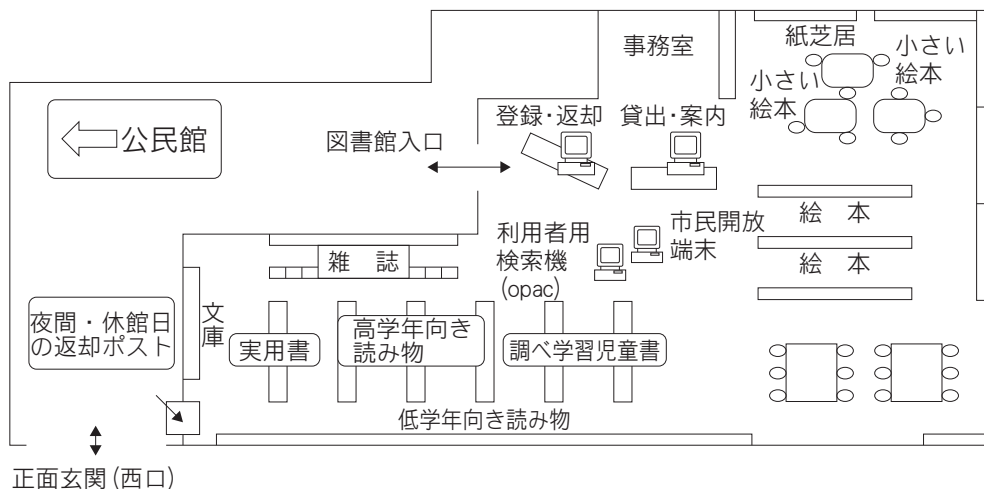 事務室
紙芝居
小さい
絵本
小さい
絵本
登録・返却
貸出・案内
公民館
図書館入口
絵 本
市民開放
端末
利用者用
検索機
(opac)
絵 本
雑 誌
文庫
夜間・休館日
の返却ポスト
実用書
高学年向き
読み物
調べ学習児童書
低学年向き読み物
正面玄関(西口)